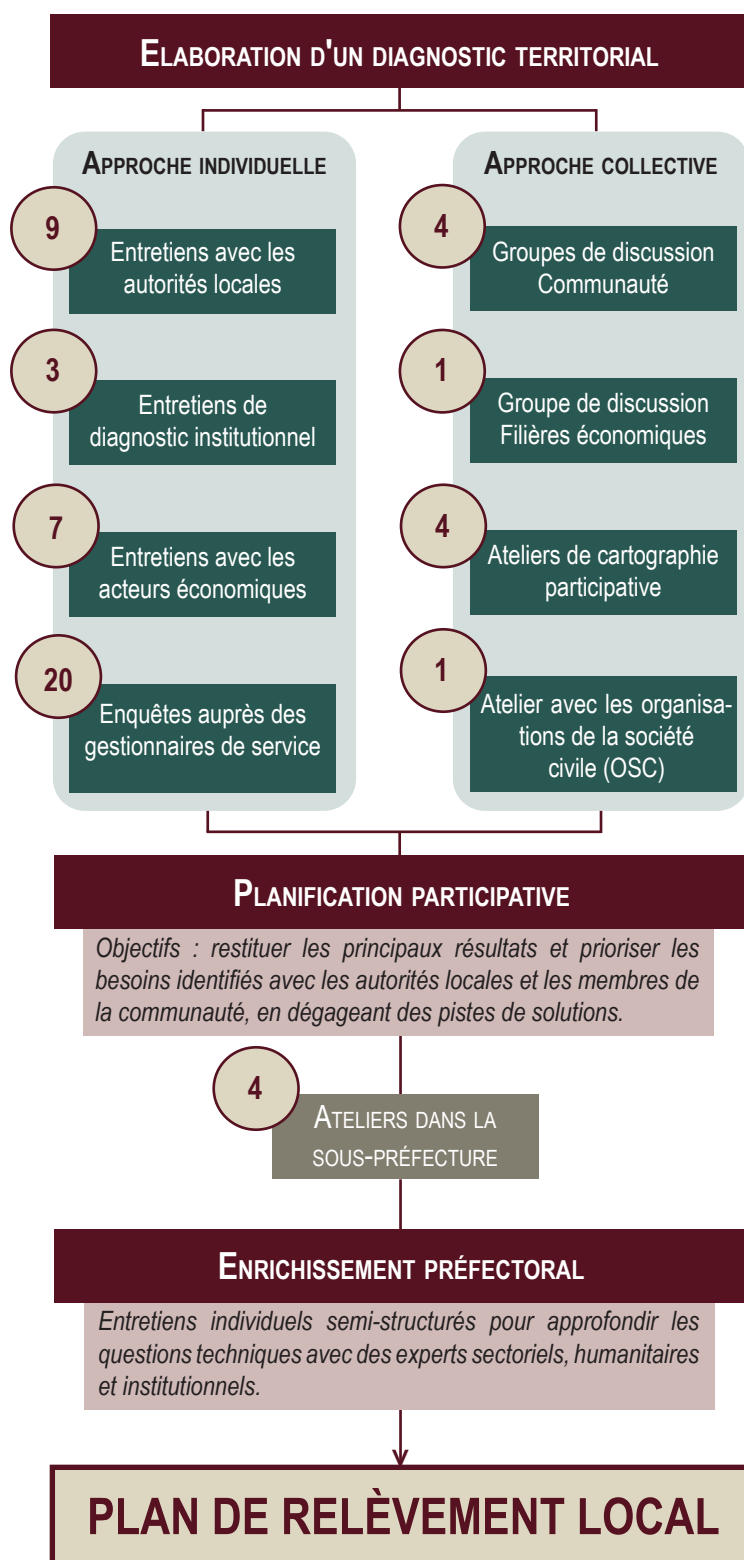 ELABORATION D'UN DIAGNOSTIC TERRITORIAL
APPROCHE INDIVIDUELLE
9
Entretiens avec les
autorités locales
3
Entretiens de
diagnostic institutionnel
7
Entretiens avec les
acteurs économiques
20
Enquêtes auprès des
gestionnaires de service
APPROCHE COLLECTIVE
4
Groupes de discussion
Communauté
1
Groupe de discussion
Filières économiques
4
Ateliers de cartographie
participative
1
Atelier avec les organisa-
tions de la société
civile (OSC)
PLANIFICATION PARTICIPATIVE
Objectifs : restituer les principaux résultats et prioriser les
besoins identifiés avec les autorités locales et les membres de
la communauté, en dégageant des pistes de solutions.
4
ATELIERS DANS LA
SOUS-PRÉFECTURE
ENRICHISSEMENT PRÉFECTORAL
Entretiens individuels semi-structurés pour approfondir les
questions techniques avec des experts sectoriels, humanitaires
et institutionnels.
PLAN DE RELÈVEMENT LOCAL